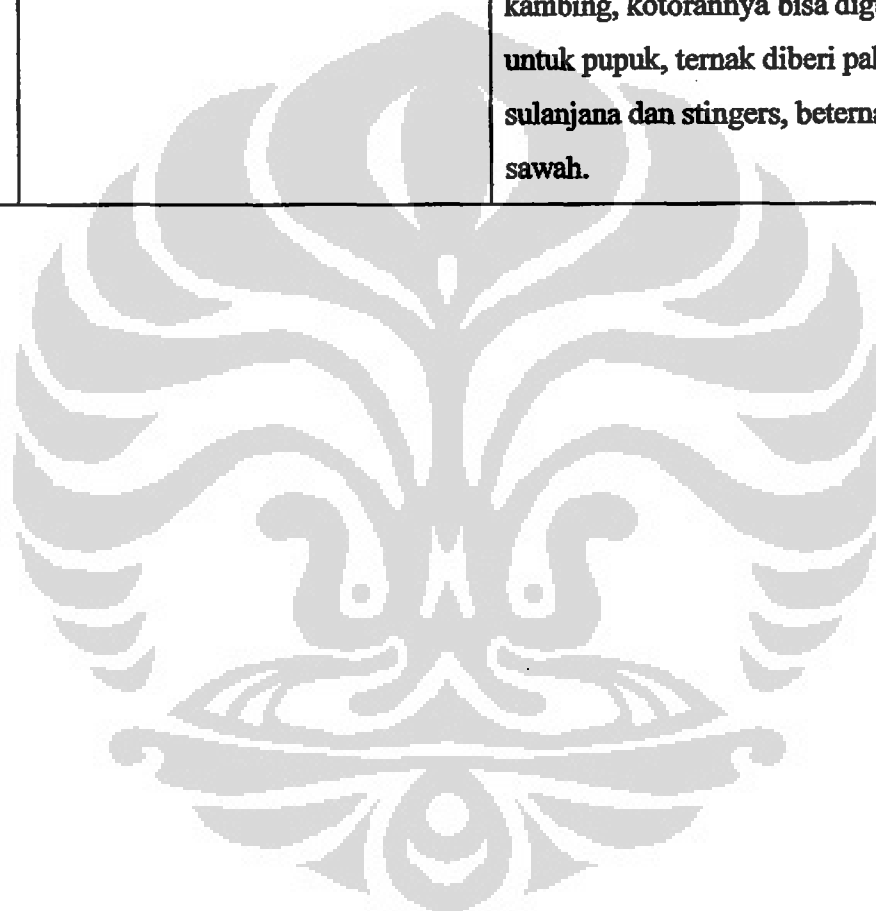 kambing, kotorannya bisa
untuk pupuk, ternak diberi
sulanjana dan stingers,
sawah.